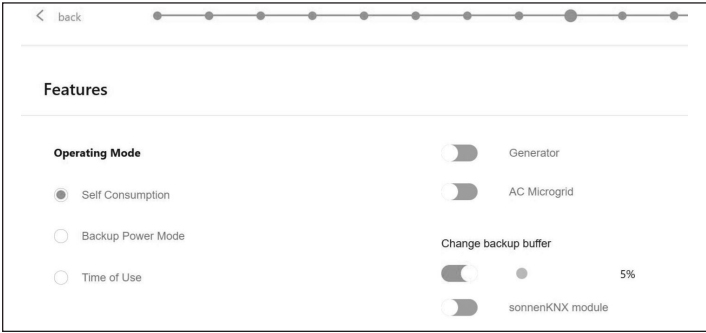 back
Features
Operating Mode
Self Consumption
Backup Power Mode
Time of Use
Generator
AC Microgrid
Change backup buffer
5%
sonnenKNX module